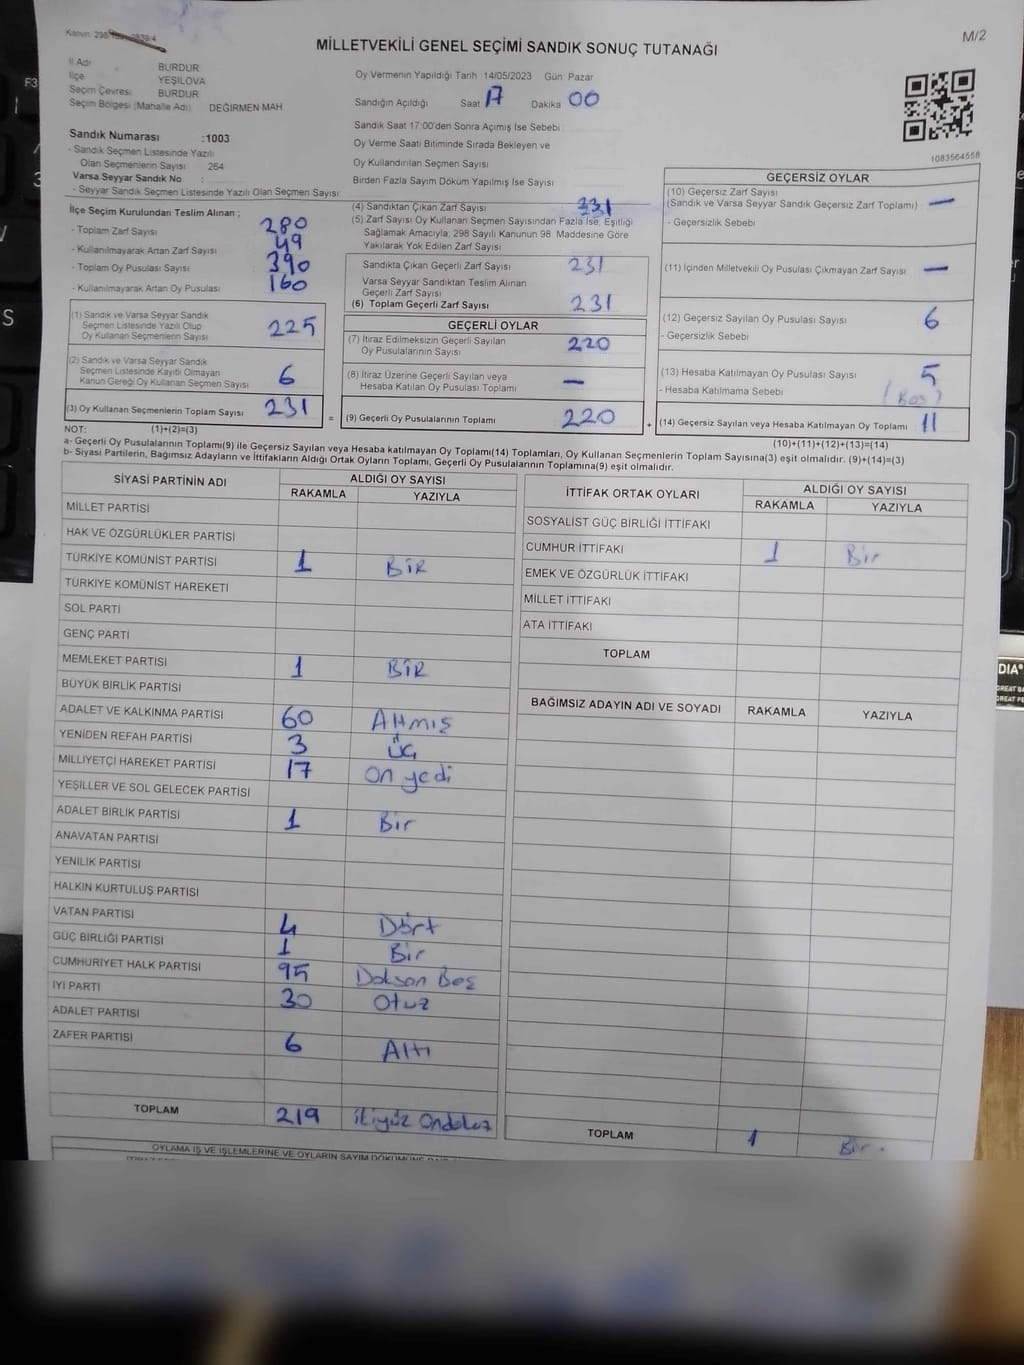 MİLLETVEKİLİ GENEL SEÇİMİ SANDIK SONUÇ TUTANAĞI
M/2
İl Adı BURDUR
İlçe YEŞİLOVA
Seçim Çevresi BURDUR
Seçim Bölgesi (Mahalle Adı) DEĞİRMEN MAH
Sandık Numarası :1003
- Sandık Seçmen Listesinde Yazılı
Olan Seçmenlerin Sayısı 264
Varsa Seyyar Sandık No :
- Seyyar Sandık Seçmen Listesinde Yazılı Olan Seçmen Sayısı
Oy Vermenin Yapıldığı Tarih 14/05/2023 Gün Pazar
Sandığın Açıldığı Saat 17 Dakika 00
Sandık Saat 17:00'den Sonra Açılmış İse Sebebi
Oy Verme Saati Bitiminde Sırada Bekleyen ve
Oy Kullandırılan Seçmen Sayısı
Birden Fazla Sayım Döküm Yapılmış İse Sayısı
1083564558
İlçe Seçim Kurulundan Teslim Alınan ;
- Toplam Zarf Sayısı 280
- Kullanılmayarak Artan Zarf Sayısı 49
- Toplam Oy Pusulası Sayısı 390
- Kullanılmayarak Artan Oy Pusulası 160
(1) Sandık ve Varsa Seyyar Sandık
Seçmen Listesinde Yazılı Olup
Oy Kullanan Seçmenlerin Sayısı 225
(2) Sandık ve Varsa Seyyar Sandık
Seçmen Listesinde Kayıtlı Olmayan
Kanun Gereği Oy Kullanan Seçmen Sayısı 6
(3) Oy Kullanan Seçmenlerin Toplam Sayısı 231
(4) Sandıktan Çıkan Zarf Sayısı
(5) Zarf Sayısı Oy Kullanan Seçmen Sayısından Fazla İse, Eşitliği
Sağlamak Amacıyla; 298 Sayılı Kanunun 98. Maddesine Göre
Yakılarak Yok Edilen Zarf Sayısı
Sandıkta Çıkan Geçerli Zarf Sayısı 231
Varsa Seyyar Sandıktan Teslim Alınan
Geçerli Zarf Sayısı
(6) Toplam Geçerli Zarf Sayısı 231
GEÇERLİ OYLAR
(7) İtiraz Edilmeksizin Geçerli Sayılan
Oy Pusulalarının Sayısı 220
(8) İtiraz Üzerine Geçerli Sayılan veya
Hesaba Katılan Oy Pusulası Toplamı —
= (9) Geçerli Oy Pusulalarının Toplamı 220
GEÇERSİZ OYLAR
(10) Geçersiz Zarf Sayısı
(Sandık ve Varsa Seyyar Sandık Geçersiz Zarf Toplamı) —
- Geçersizlik Sebebi
(11) İçinden Milletvekili Oy Pusulası Çıkmayan Zarf Sayısı —
(12) Geçersiz Sayılan Oy Pusulası Sayısı 6
- Geçersizlik Sebebi
(13) Hesaba Katılmayan Oy Pusulası Sayısı 5
- Hesaba Katılmama Sebebi (Boş)
+ (14) Geçersiz Sayılan veya Hesaba Katılmayan Oy Toplamı 11
NOT: (1)+(2)=(3)
(10)+(11)+(12)+(13)=(14)
a- Geçerli Oy Pusulalarının Toplamı(9) ile Geçersiz Sayılan veya Hesaba katılmayan Oy Toplamı(14) Toplamları, Oy Kullanan Seçmenlerin Toplam Sayısına(3) eşit olmalıdır. (9)+(14)=(3)
b- Siyasi Partilerin, Bağımsız Adayların ve İttifakların Aldığı Ortak Oyların Toplamı, Geçerli Oy Pusulalarının Toplamına(9) eşit olmalıdır.
SİYASİ PARTİNİN ADI ALDIĞI OY SAYISI
RAKAMLA YAZIYLA
MİLLET PARTİSİ
HAK VE ÖZGÜRLÜKLER PARTİSİ
TÜRKİYE KOMÜNİST PARTİSİ 1 BİR
TÜRKİYE KOMÜNİST HAREKETİ
SOL PARTİ
GENÇ PARTİ
MEMLEKET PARTİSİ 1 BİR
BÜYÜK BİRLİK PARTİSİ
ADALET VE KALKINMA PARTİSİ 60 Altmış
YENİDEN REFAH PARTİSİ 3 üç
MİLLİYETÇİ HAREKET PARTİSİ 17 on yedi
YEŞİLLER VE SOL GELECEK PARTİSİ
ADALET BİRLİK PARTİSİ 1 Bir
ANAVATAN PARTİSİ
YENİLİK PARTİSİ
HALKIN KURTULUŞ PARTİSİ
VATAN PARTİSİ 4 Dört
GÜÇ BİRLİĞİ PARTİSİ 1 Bir
CUMHURİYET HALK PARTİSİ 95 Doksan Beş
İYİ PARTİ 30 Otuz
ADALET PARTİSİ
ZAFER PARTİSİ 6 Altı
TOPLAM 219 ikiyüz Ondokuz
İTTİFAK ORTAK OYLARI ALDIĞI OY SAYISI
RAKAMLA YAZIYLA
SOSYALİST GÜÇ BİRLİĞİ İTTİFAKI
CUMHUR İTTİFAKI 1 Bir
EMEK VE ÖZGÜRLÜK İTTİFAKI
MİLLET İTTİFAKI
ATA İTTİFAKI
TOPLAM
BAĞIMSIZ ADAYIN ADI VE SOYADI RAKAMLA YAZIYLA
TOPLAM 1 Bir.
OYLAMA İŞ VE İŞLEMLERİNE VE OYLARIN SAYIM DÖKÜMÜNE
F3
S
DIA